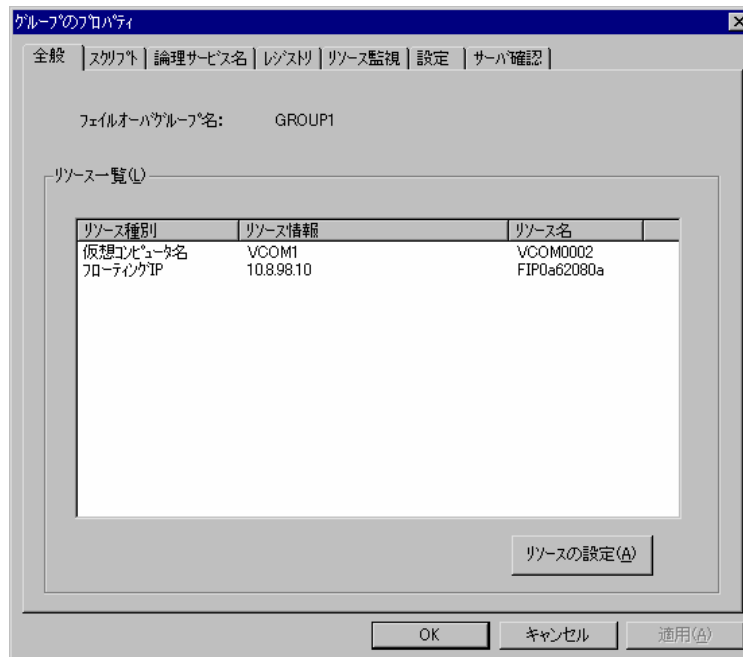 ｸﾞﾙｰﾌﾟのﾌﾟﾛﾊﾟﾃｨ
全般 ｽｸﾘﾌﾟﾄ 論理ｻｰﾋﾞｽ名 ﾚｼﾞｽﾄﾘ ﾘｿｰｽ監視 設定 ｻｰﾊﾞ確認
ﾌｪｲﾙｵｰﾊﾞｸﾞﾙｰﾌﾟ名: GROUP1
ﾘｿｰｽ一覧(L)
ﾘｿｰｽ種別 ﾘｿｰｽ情報 ﾘｿｰｽ名
仮想ｺﾝﾋﾟｭｰﾀ名 VCOM1 VCOM0002
ﾌﾛｰﾃｨﾝｸﾞIP 10.8.98.10 FIP0a62080a
ﾘｿｰｽの設定(A)
OK ｷｬﾝｾﾙ 適用(A)